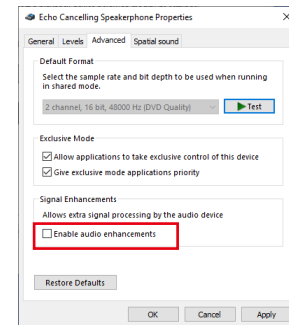 Echo Cancelling Speakerphone Properties
General Levels Advanced Spatial sound
Default Format
Select the sample rate and bit depth to be used when running
in shared mode.
2 channel, 16 bit, 48000 Hz (DVD Quality)
Test
Exclusive Mode
Allow applications to take exclusive control of this device
Give exclusive mode applications priority
Signal Enhancements
Allows extra signal processing by the audio device
Enable audio enhancements
Restore Defaults
OK Cancel Apply